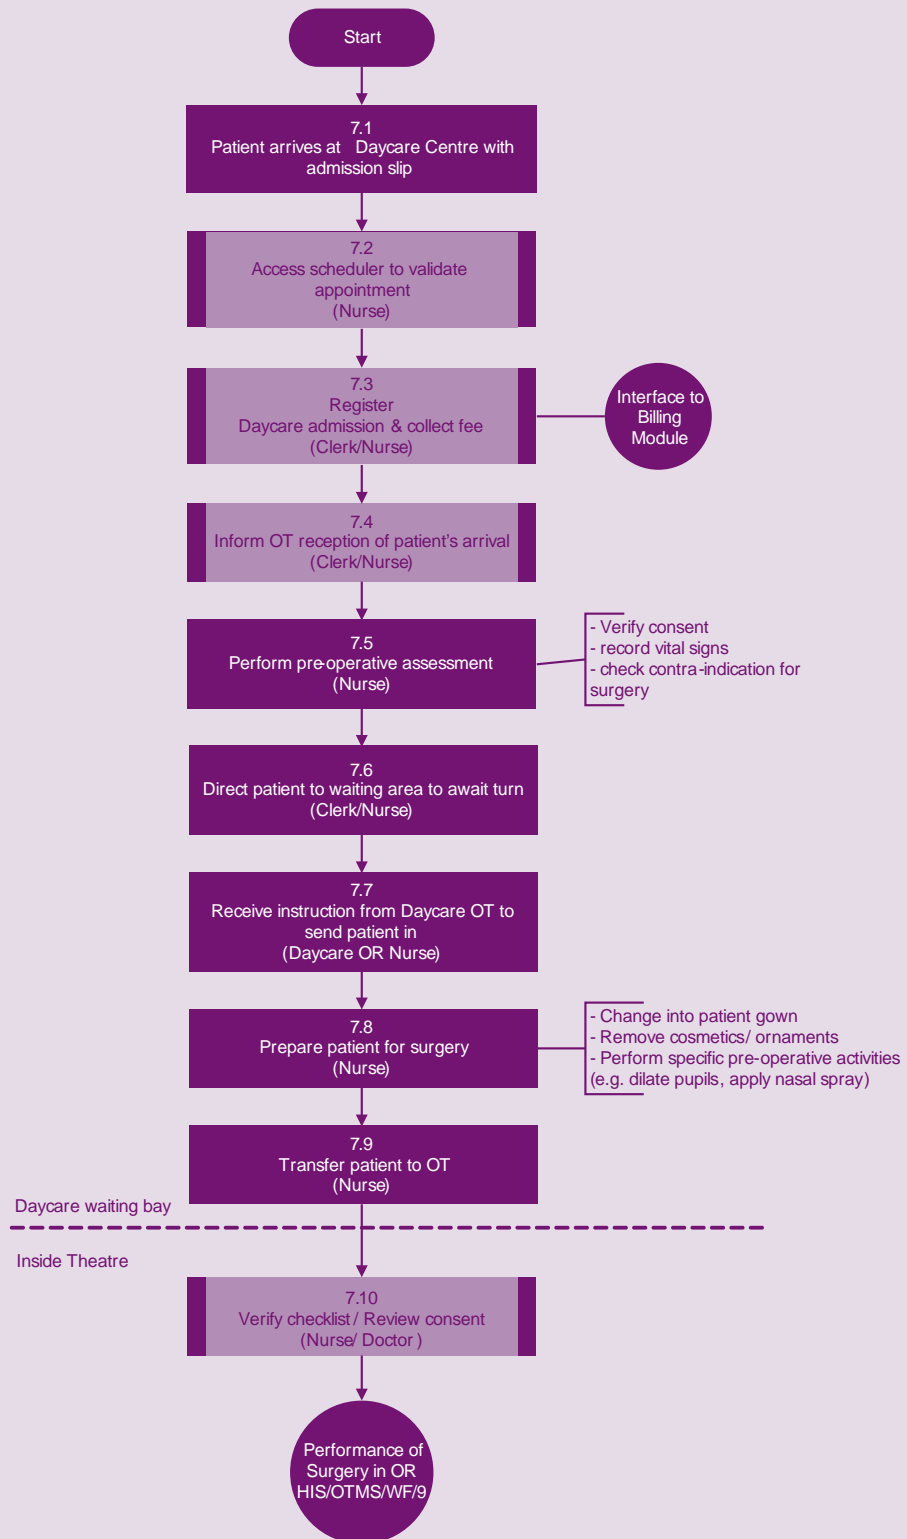 Start
7.1
Patient arrives at Daycare Centre with
admission slip
7.2
Access scheduler to validate
appointment
(Nurse)
7.3
Register
Daycare admission & collect fee
(Clerk/Nurse)
Interface to
Billing
Module
7.4
Inform OT reception of patient's arrival
(Clerk/Nurse)
7.5
Perform pre-operative assessment
(Nurse)
- Verify consent
- record vital signs
- check contra-indication for
surgery
7.6
Direct patient to waiting area to await turn
(Clerk/Nurse)
7.7
Receive instruction from Daycare OT to
send patient in
(Daycare OR Nurse)
7.8
Prepare patient for surgery
(Nurse)
- Change into patient gown
- Remove cosmetics/ ornaments
- Perform specific pre-operative activities
(e.g. dilate pupils, apply nasal spray)
7.9
Transfer patient to OT
(Nurse)
Daycare waiting bay
Inside Theatre
7.10
Verify checklist / Review consent
(Nurse/ Doctor )
Performance of
Surgery in OR
HIS/OTMS/WF/9